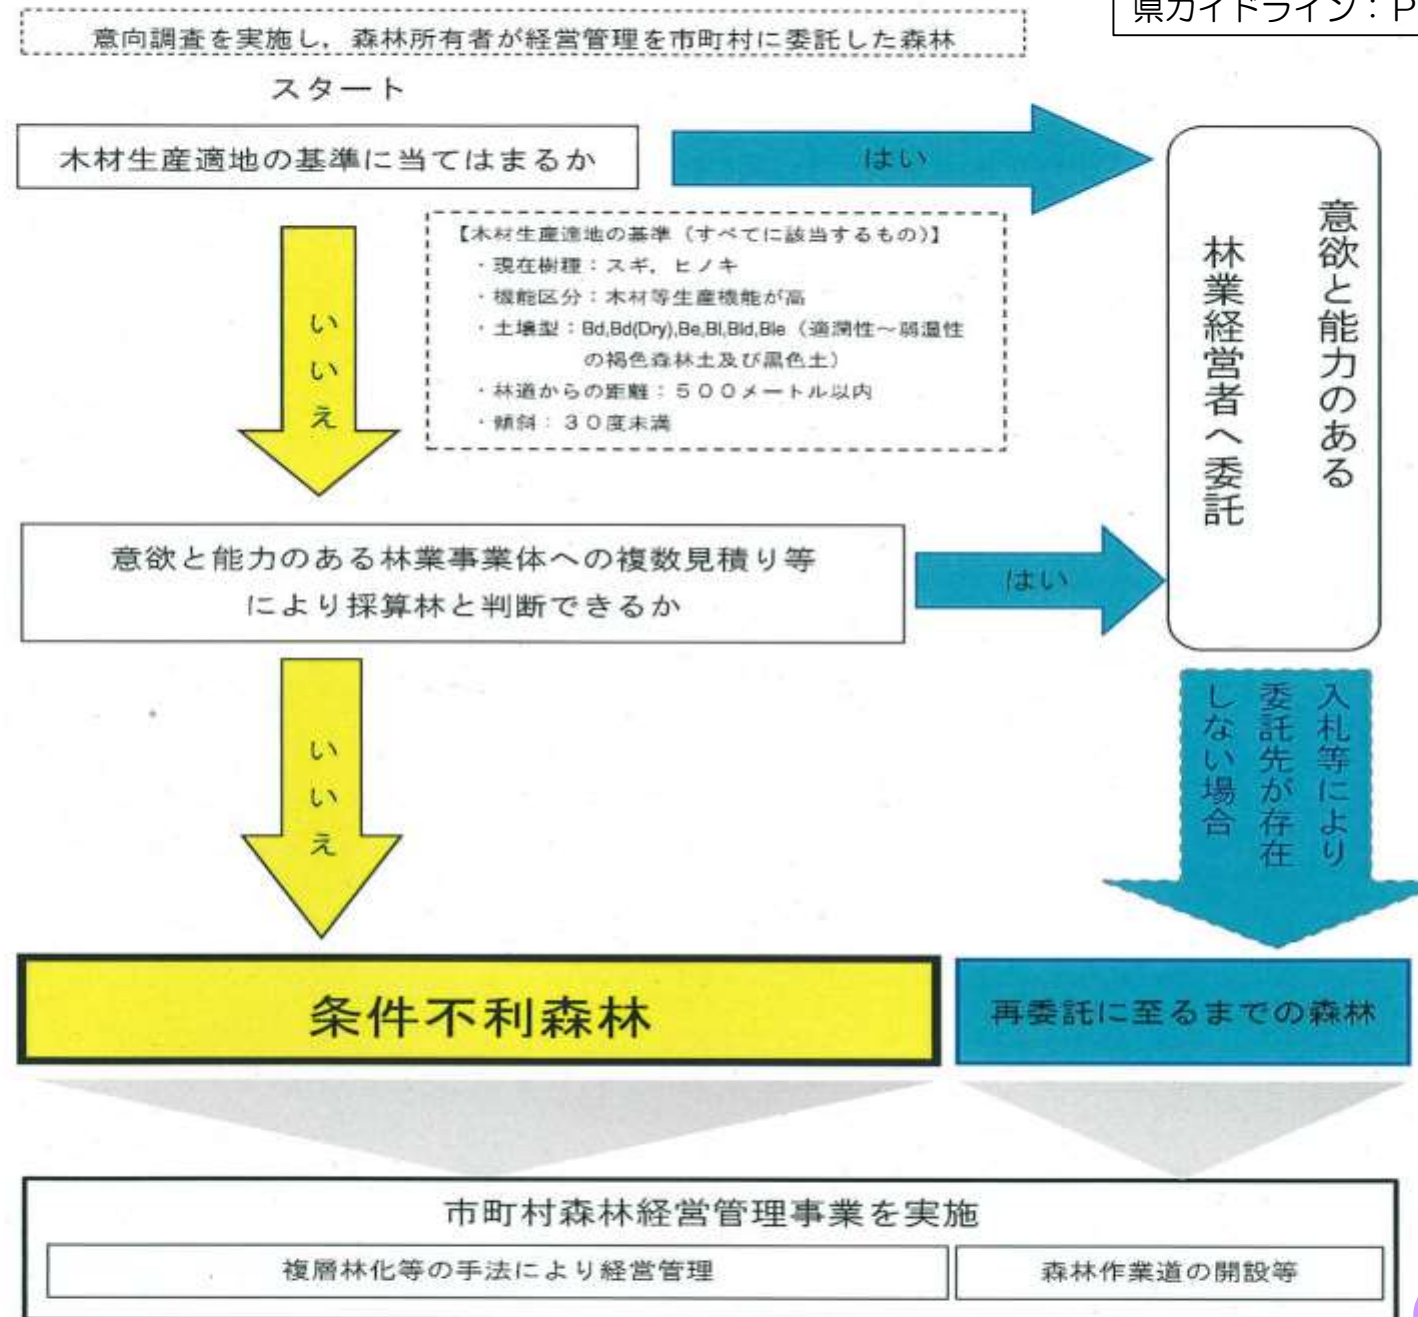 県ガイドライン：P
意向調査を実施し，森林所有者が経営管理を市町村に委託した森林
スタート
木材生産適地の基準に当てはまるか
はい
【木材生産適地の基準（すべてに該当するもの）】
・現在樹種：スギ，ヒノキ
・機能区分：木材等生産機能が高
・土壌型：Bd,Bd(Dry),Be,Bl,Bld,Ble（適潤性～弱湿性
の褐色森林土及び黒色土）
・林道からの距離：５００メートル以内
・傾斜：３０度未満
いいえ
意欲と能力のある
林業経営者へ委託
意欲と能力のある林業事業体への複数見積り等
により採算林と判断できるか
はい
いいえ
入札等により
委託先が存在
しない場合
条件不利森林
再委託に至るまでの森林
市町村森林経営管理事業を実施
複層林化等の手法により経営管理
森林作業道の開設等